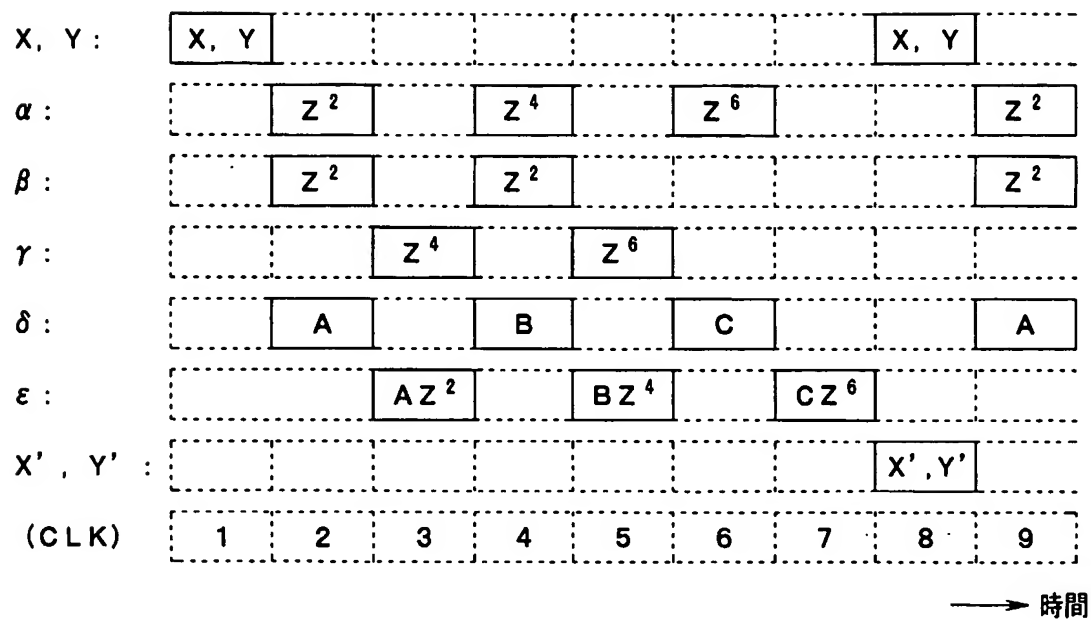 X, Y: X, Y X, Y
α: Z² Z⁴ Z⁶ Z²
β: Z² Z² Z²
γ: Z⁴ Z⁶
δ: A B C A
ε: AZ² BZ⁴ CZ⁶
X', Y': X', Y'
(CLK) 1 2 3 4 5 6 7 8 9
時間